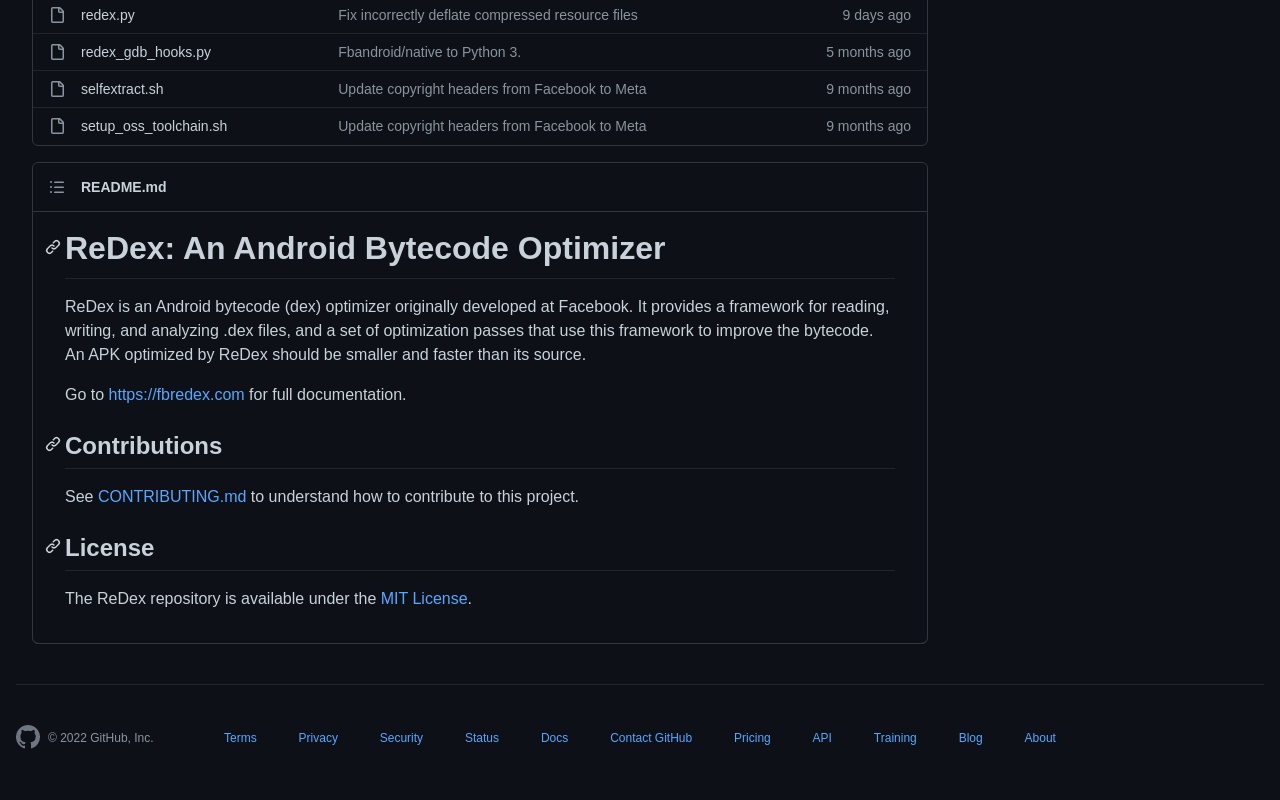 redex.py Fix incorrectly deflate compressed resource files 9 days ago
redex_gdb_hooks.py Fbandroid/native to Python 3. 5 months ago
selfextract.sh Update copyright headers from Facebook to Meta 9 months ago
setup_oss_toolchain.sh Update copyright headers from Facebook to Meta 9 months ago
README.md
ReDex: An Android Bytecode Optimizer
ReDex is an Android bytecode (dex) optimizer originally developed at Facebook. It provides a framework for reading,
writing, and analyzing .dex files, and a set of optimization passes that use this framework to improve the bytecode.
An APK optimized by ReDex should be smaller and faster than its source.
Go to https://fbredex.com for full documentation.
Contributions
See CONTRIBUTING.md to understand how to contribute to this project.
License
The ReDex repository is available under the MIT License.
© 2022 GitHub, Inc. Terms Privacy Security Status Docs Contact GitHub Pricing API Training Blog About